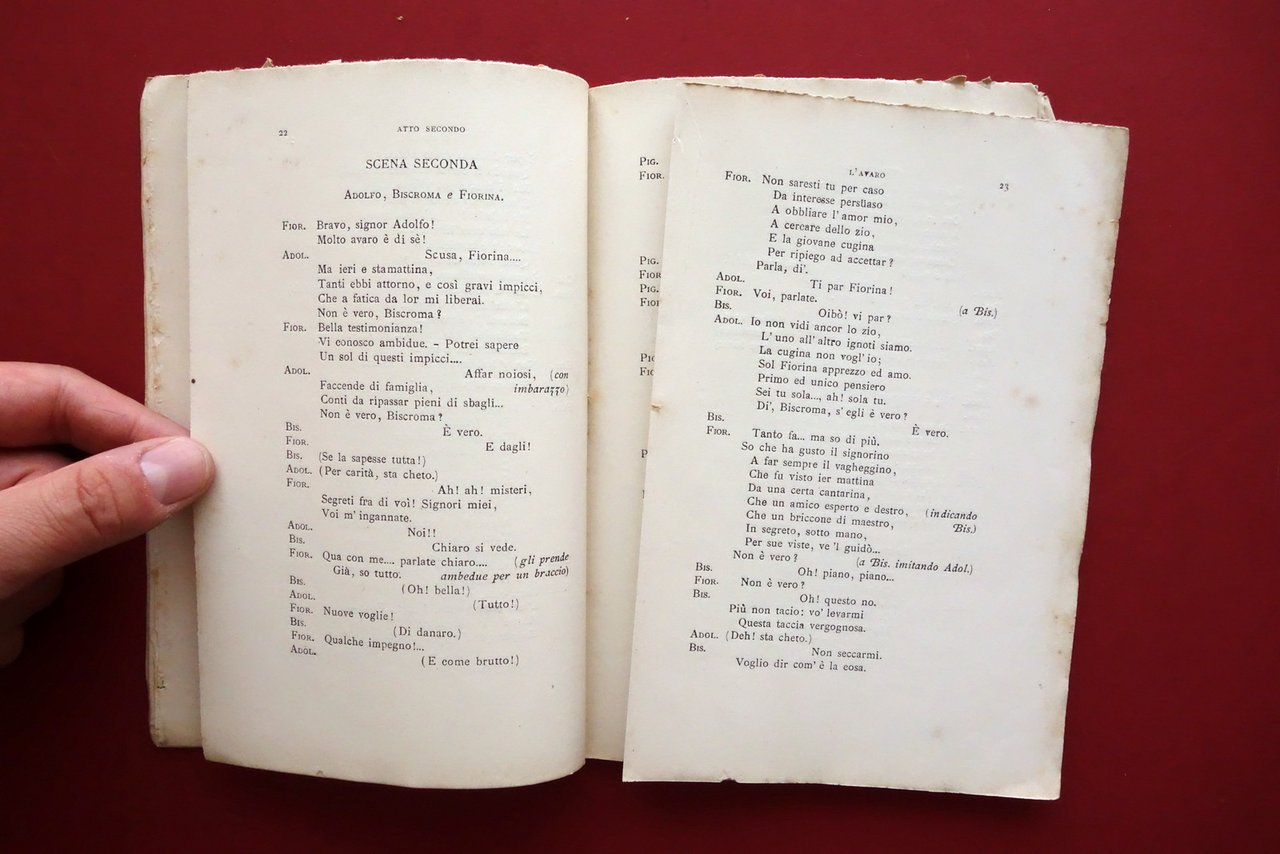 22 ATTO SECONDO
SCENA SECONDA
ADOLFO, BISCROMA e FIORINA.
FIOR. Bravo, signor Adolfo!
Molto avaro è di sè!
ADOL. Scusa, Fiorina....
Ma ieri e stamattina,
Tanti ebbi attorno, e così gravi impicci,
Che a fatica da lor mi liberai.
Non è vero, Biscroma?
FIOR. Bella testimonianza!
Vi conosco ambidue. - Potrei sapere
Un sol di questi impicci....
ADOL. Affar noiosi, (con
Faccende di famiglia, imbarazzo)
Conti da ripassar pieni di sbagli...
Non è vero, Biscroma?
BIS. È vero.
FIOR. E dagli!
BIS. (Se la sapesse tutta!)
ADOL. (Per carità, sta cheto.)
FIOR. Ah! ah! misteri,
Segreti fra di voi! Signori miei,
Voi m'ingannate.
ADOL. Noi!!
BIS. Chiaro si vede.
FIOR. Qua con me.... parlate chiaro.... (gli prende
Già, so tutto. ambedue per un braccio)
BIS. (Oh! bella!)
ADOL. (Tutto!)
FIOR. Nuove voglie!
BIS. (Di danaro.)
FIOR. Qualche impegno!...
ADOL. (E come brutto!)
PIG.
FIOR.
PIG.
FIOR
PIG.
FIOI
PIG
FIC
L'AVARO 23
FIOR. Non saresti tu per caso
Da interesse persüaso
A obbliare l'amor mio,
A cercare dello zio,
E la giovane cugina
Per ripiego ad accettar?
Parla, di'.
ADOL. Ti par Fiorina!
FIOR. Voi, parlate. (a Bis.)
BIS. Oibò! vi par?
ADOL. Io non vidi ancor lo zio,
L'uno all'altro ignoti siamo.
La cugina non vogl'io;
Sol Fiorina apprezzo ed amo.
Primo ed unico pensiero
Sei tu sola..., ah! sola tu.
Di', Biscroma, s'egli è vero?
BIS. È vero.
FIOR. Tanto fa... ma so di più.
So che ha gusto il signorino
A far sempre il vagheggino,
Che fu visto ier mattina
Da una certa cantarina,
Che un amico esperto e destro, (indicando
Che un briccone di maestro, Bis.)
In segreto, sotto mano,
Per sue viste, ve 'l guidò...
Non è vero? (a Bis. imitando Adol.)
BIS. Oh! piano, piano...
FIOR. Non è vero?
BIS. Oh! questo no.
Più non tacio: vo' levarmi
Questa taccia vergognosa.
ADOL. (Deh! sta cheto.)
BIS. Non seccarmi.
Voglio dir com'è la cosa.